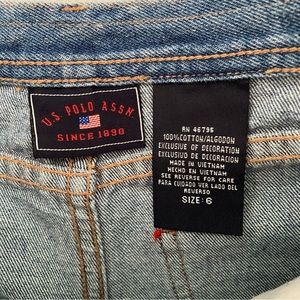 U.S. POLO ASSN.
SINCE 1890
RN 46795
100%COTTON/ALGODON
EXCLUSIVE OF DECORATION
EXCLUSIVO DE DECORACION
MADE IN VIETNAM
HECHO EN VIETNAM
SEE REVERSE FOR CARE
PARA CUIDADO VER LADO DEL
REVERSO
SIZE: 6